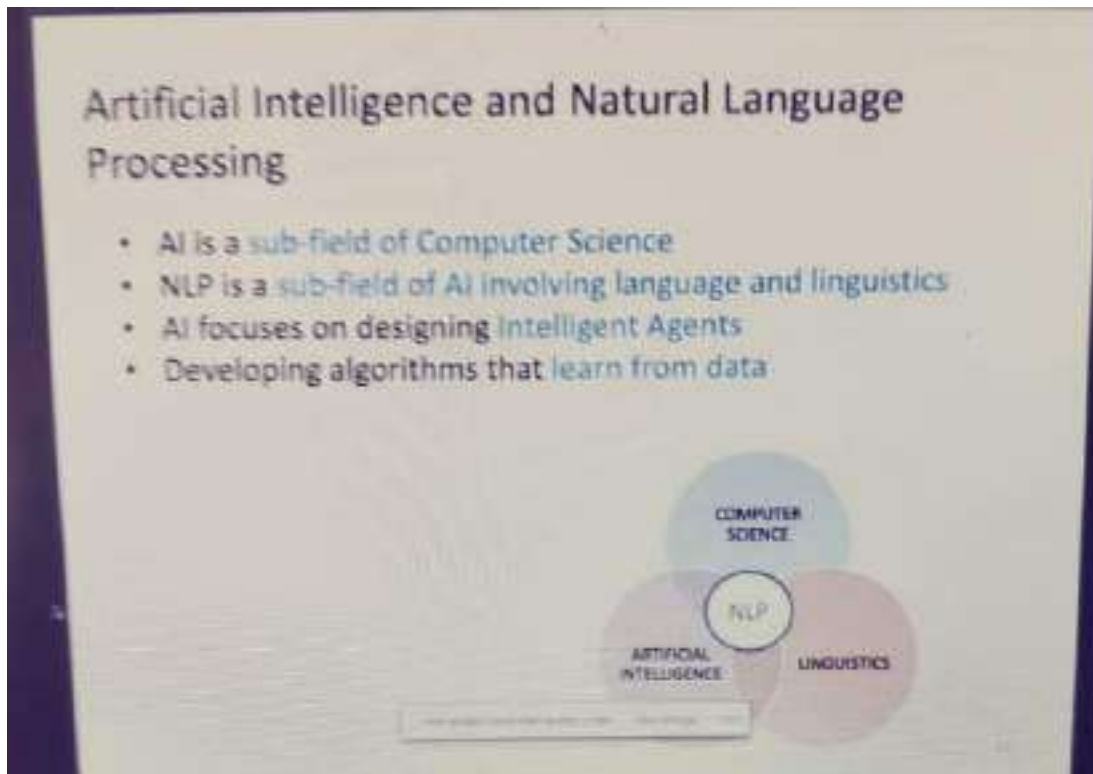 Artificial Intelligence and Natural Language
Processing
• AI is a sub-field of Computer Science
• NLP is a sub-field of AI involving language and linguistics
• AI focuses on designing Intelligent Agents
• Developing algorithms that learn from data
COMPUTER
SCIENCE
NLP
ARTIFICIAL
INTELLIGENCE
LINGUISTICS